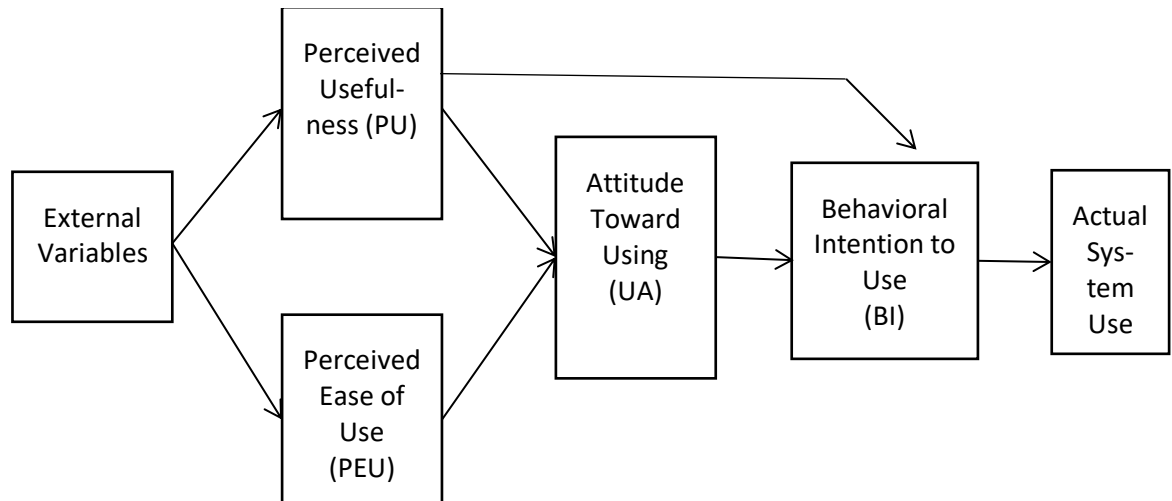 Perceived
Useful-
ness (PU)
External
Variables
Perceived
Ease of
Use
(PEU)
Attitude
Toward
Using
(UA)
Behavioral
Intention to
Use
(BI)
Actual
Sys-
tem
Use